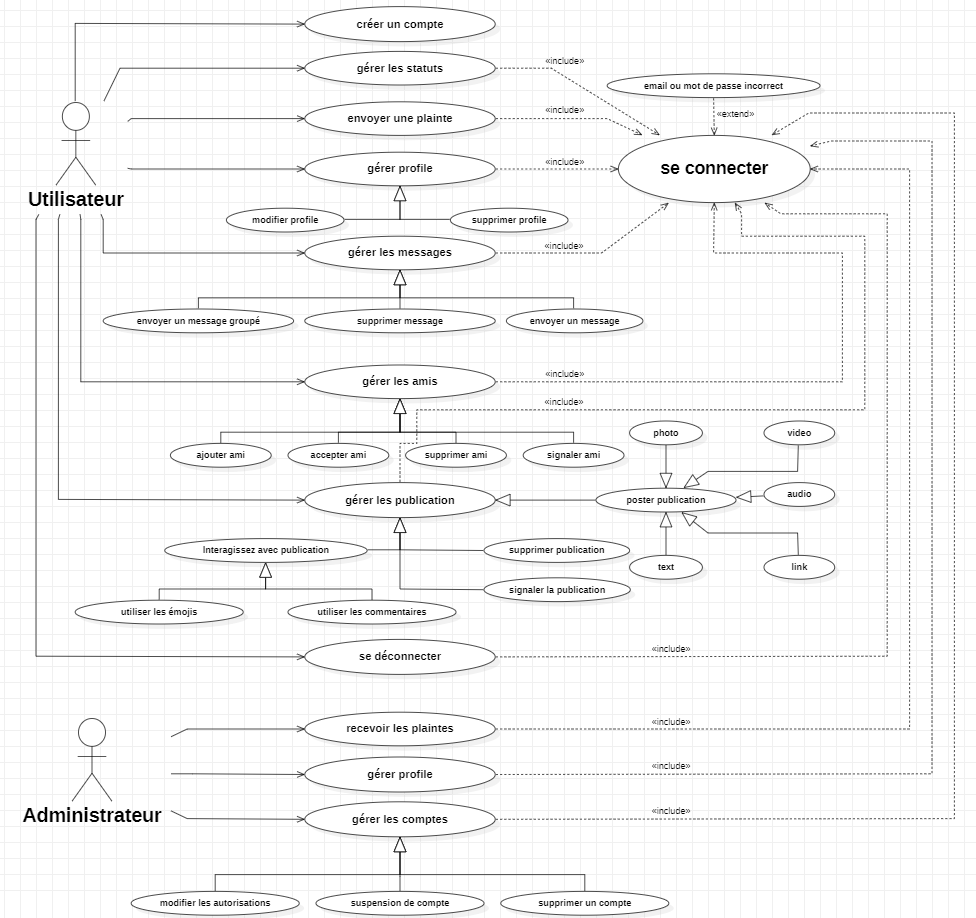 créer un compte
gérer les statuts
«include»
email ou mot de passe incorrect
envoyer une plainte
«include»
«extend»
gérer profile
«include»
se connecter
Utilisateur
modifier profile
supprimer profile
gérer les messages
«include»
envoyer un message groupé
supprimer message
envoyer un message
gérer les amis
«include»
«include»
photo
video
ajouter ami
accepter ami
supprimer ami
signaler ami
gérer les publication
poster publication
audio
Interagissez avec publication
supprimer publication
text
link
signaler la publication
utiliser les émojis
utiliser les commentaires
se déconnecter
«include»
recevoir les plaintes
«include»
gérer profile
«include»
Administrateur
gérer les comptes
«include»
modifier les autorisations
suspension de compte
supprimer un compte